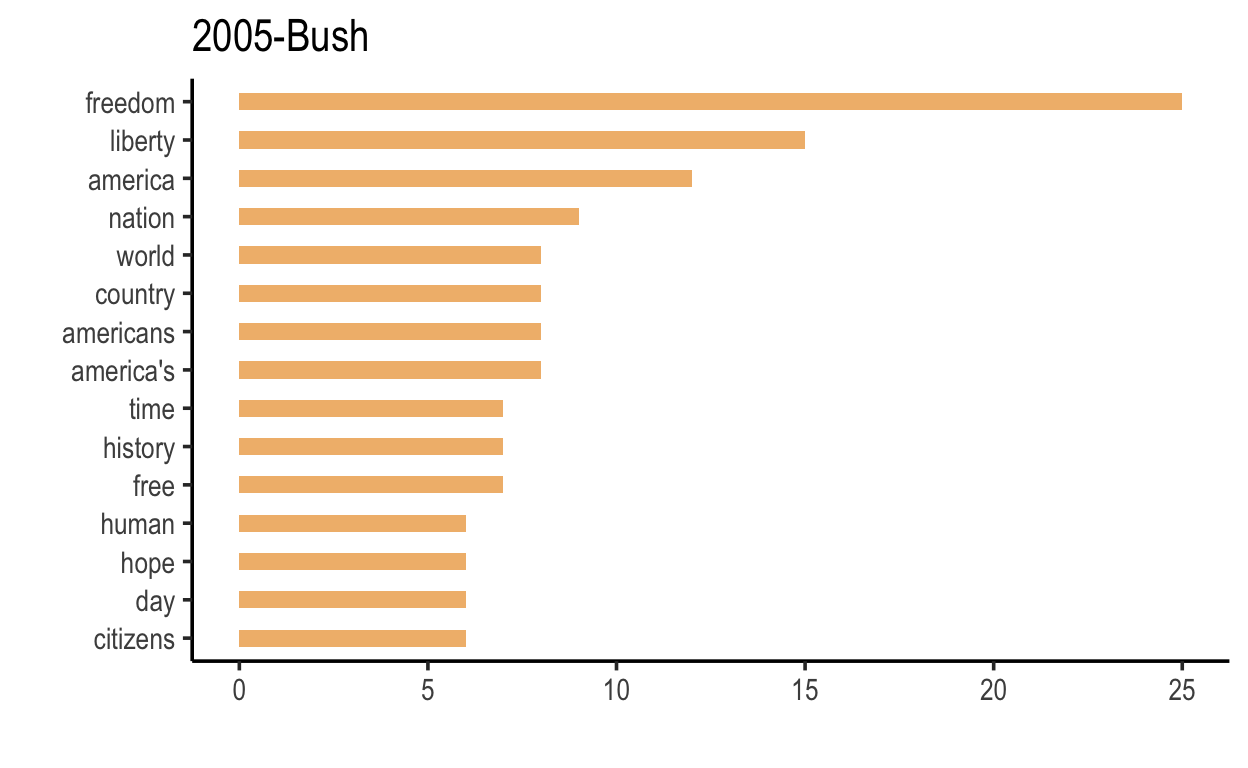 2005-Bush
freedom
liberty
america
nation
world
country
americans
america's
time
history
free
human
hope
day
citizens
0 5 10 15 20 25